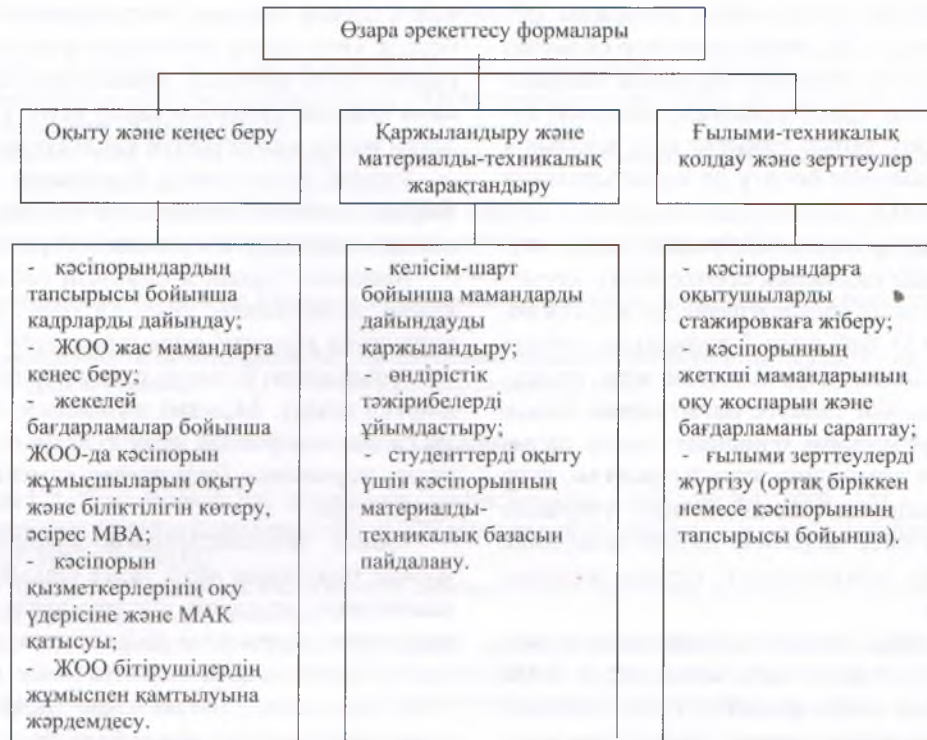 Өзара әрекеттесу формалары
Оқыту және кеңес беру
Қаржыландыру және
материалды-техникалық
жарақтандыру
Ғылыми-техникалық
қолдау және зерттеулер
кәсіпорындардың
тапсырысы бойынша
кадрларды дайындау;
- ЖОО жас мамандарға
кеңес беру;
- жекелей
бағдарламалар бойынша
ЖОО-да кәсіпорын
жұмысшыларын оқыту
және біліктілігін көтеру,
әсірес МВА;
- кәсіпорын
қызметкерлерінің оқу
үдерісіне және МАК
қатысуы;
- ЖОО бітірушілердің
жұмыспен қамтылуына
жәрдемдесу.
келісім-шарт
бойынша мамандарды
дайындауды
қаржыландыру;
- өндірістік
тәжірибелерді
ұйымдастыру;
- студенттерді оқыту
үшін кәсіпорынның
материалды-
техникалық базасын
пайдалану.
кәсіпорындарға
оқытушыларды
стажировкаға жіберу;
- кәсіпорынның
жетекші мамандарының
оқу жоспарын және
бағдарламаны сараптау;
- ғылыми зерттеулерді
жүргізу (ортақ біріккен
немесе кәсіпорынның
тапсырысы бойынша).